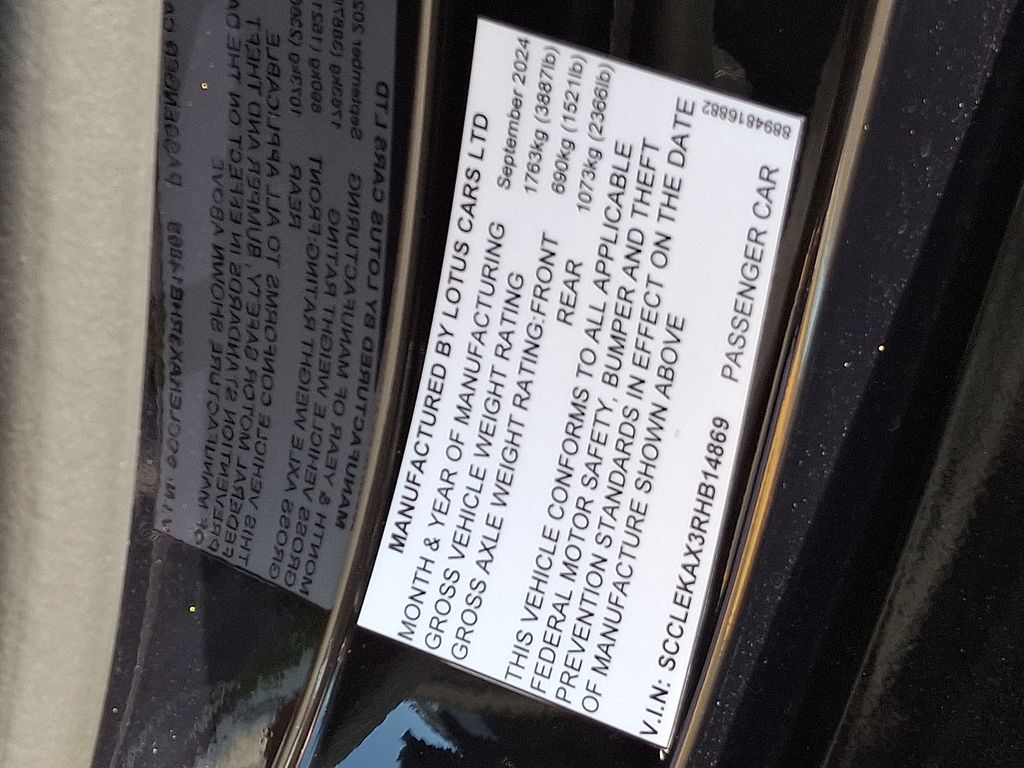 MANUFACTURED BY LOTUS CARS LTD
MONTH & YEAR OF MANUFACTURING September 2024
GROSS VEHICLE WEIGHT RATING 1763kg (3887lb)
GROSS AXLE WEIGHT RATING:FRONT 690kg (1521lb)
REAR 1073kg (2366lb)
THIS VEHICLE CONFORMS TO ALL APPLICABLE
FEDERAL MOTOR SAFETY, BUMPER AND THEFT
PREVENTION STANDARDS IN EFFECT ON THE DATE
OF MANUFACTURE SHOWN ABOVE
V.I.N: SCCLEKAX3RHB14869 PASSENGER CAR
8894816882